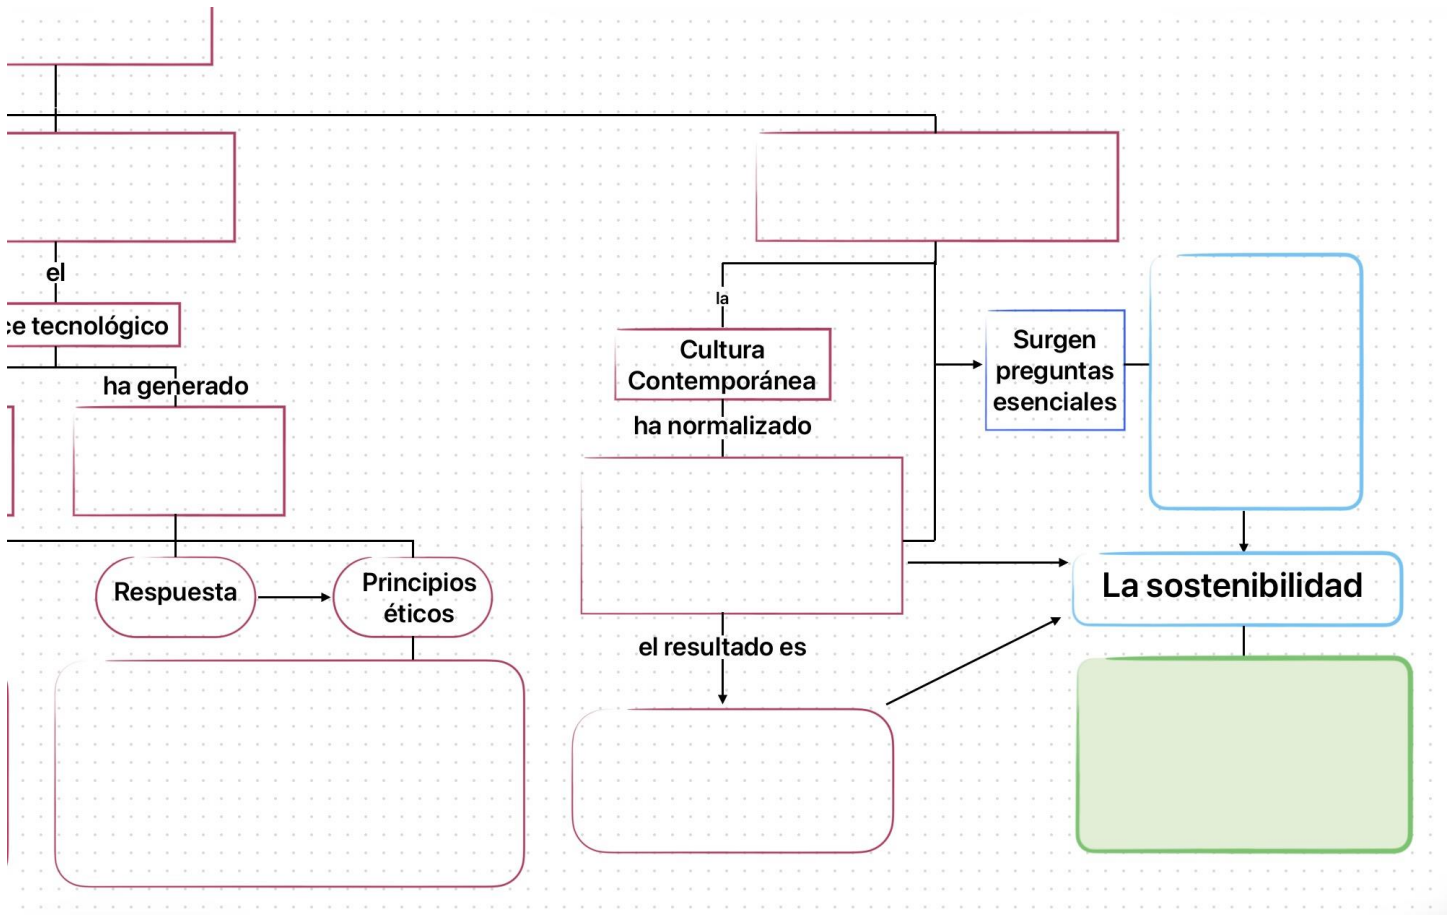 el
ce tecnológico
ha generado
Respuesta
Principios
éticos
la
Cultura
Contemporánea
ha normalizado
el resultado es
Surgen
preguntas
esenciales
La sostenibilidad